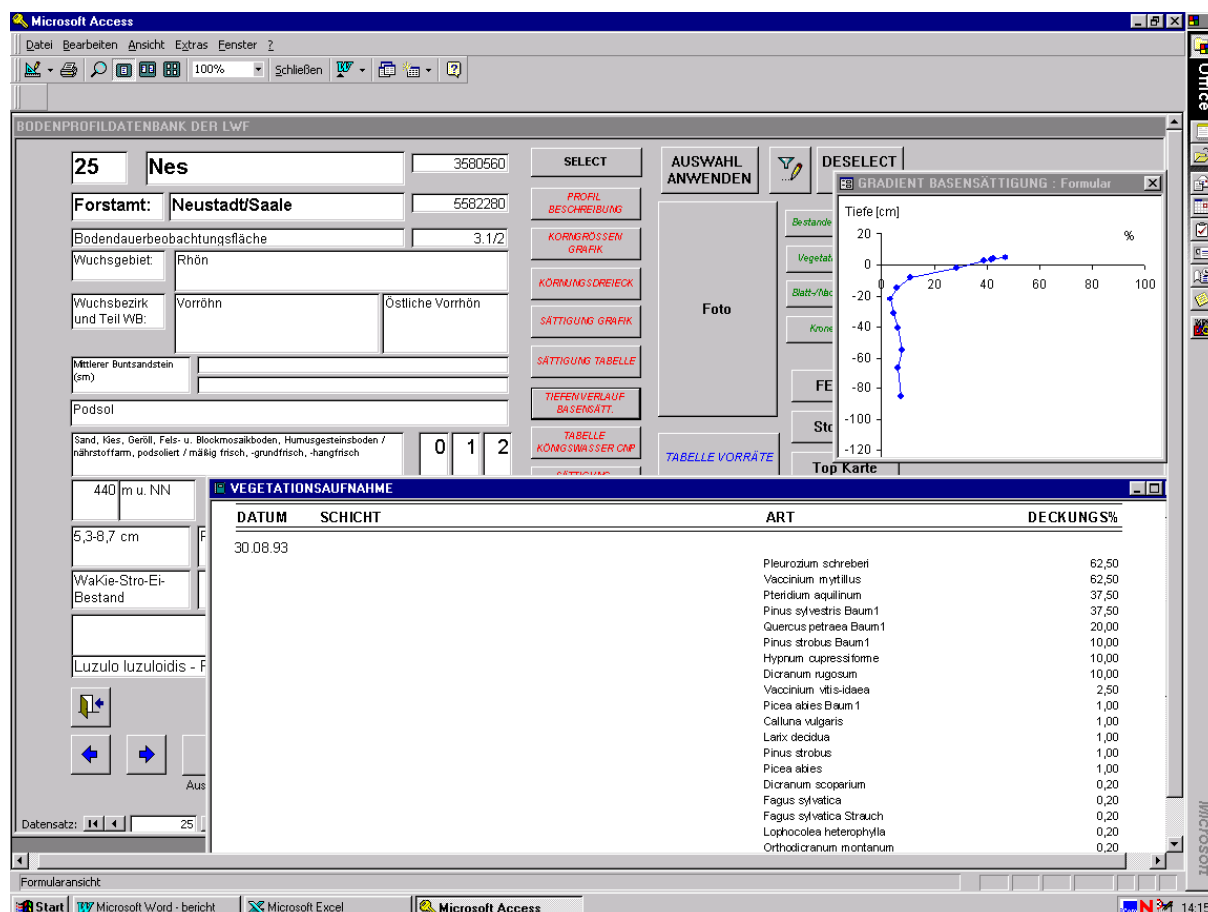 Microsoft Access
Datei Bearbeiten Ansicht Extras Fenster ?
100% Schließen
BODENPROFILDATENBANK DER LWF
25 Nes 3580560
Forstamt: Neustadt/Saale 5582280
Bodendauerbeobachtungsfläche 3.1/2
Wuchsgebiet: Rhön
Wuchsbezirk und Teil WB:
Vorröhn
Östliche Vorrhön
Mittlerer Buntsandstein
(sm)
Podsol
Sand, Kies, Geröll, Fels- u. Blockmosaikboden, Humusgesteinsboden /
nährstoffarm, podsoliert / mäßig frisch, -grundfrisch, -hangfrisch
0 1 2
440 m u. NN
5,3-8,7 cm
WaKie-Stro-Ei-
Bestand
Luzulo luzuloidis -
Datensatz: 25
SELECT
PROFIL
BESCHREIBUNG
KORNGRÖSSEN
GRAFIK
KÖRNUNGSDREIECK
SÄTTIGUNG GRAFIK
SÄTTIGUNG TABELLE
TIEFENVERLAUF
BASENSÄTT.
TABELLE
KÖNIGSWASSER CNP
SÄTTIGUNG
AUSWAHL
ANWENDEN
DESELECT
Foto
TABELLE VORRÄTE
Bestande
Vegetat
Krone
FE
Top Karte
GRADIENT BASENSÄTTIGUNG : Formular
Tiefe [cm]
%
20
0
-20
-40
-60
-80
-100
-120
0 20 40 60 80 100
VEGETATIONSAUFNAHME
DATUM SCHICHT ART DECKUNGS%
30.08.93
Pleurozium schreberi 62,50
Vaccinium myrtillus 62,50
Pteridium aquilinum 37,50
Pinus sylvestris Baum1 37,50
Quercus petraea Baum1 20,00
Pinus strobus Baum1 10,00
Hypnum cupressiforme 10,00
Dicranum rugosum 10,00
Vaccinium vitis-idaea 2,50
Picea abies Baum1 1,00
Calluna vulgaris 1,00
Larix decidua 1,00
Pinus strobus 1,00
Picea abies 1,00
Dicranum scoparium 0,20
Fagus sylvatica 0,20
Fagus sylvatica Strauch 0,20
Lophocolea heterophylla 0,20
Orthodicranum montanum 0,20
Aus
Formularansicht
Start Microsoft Word - bericht Microsoft Excel Microsoft Access 14:15
Office
Microsoft